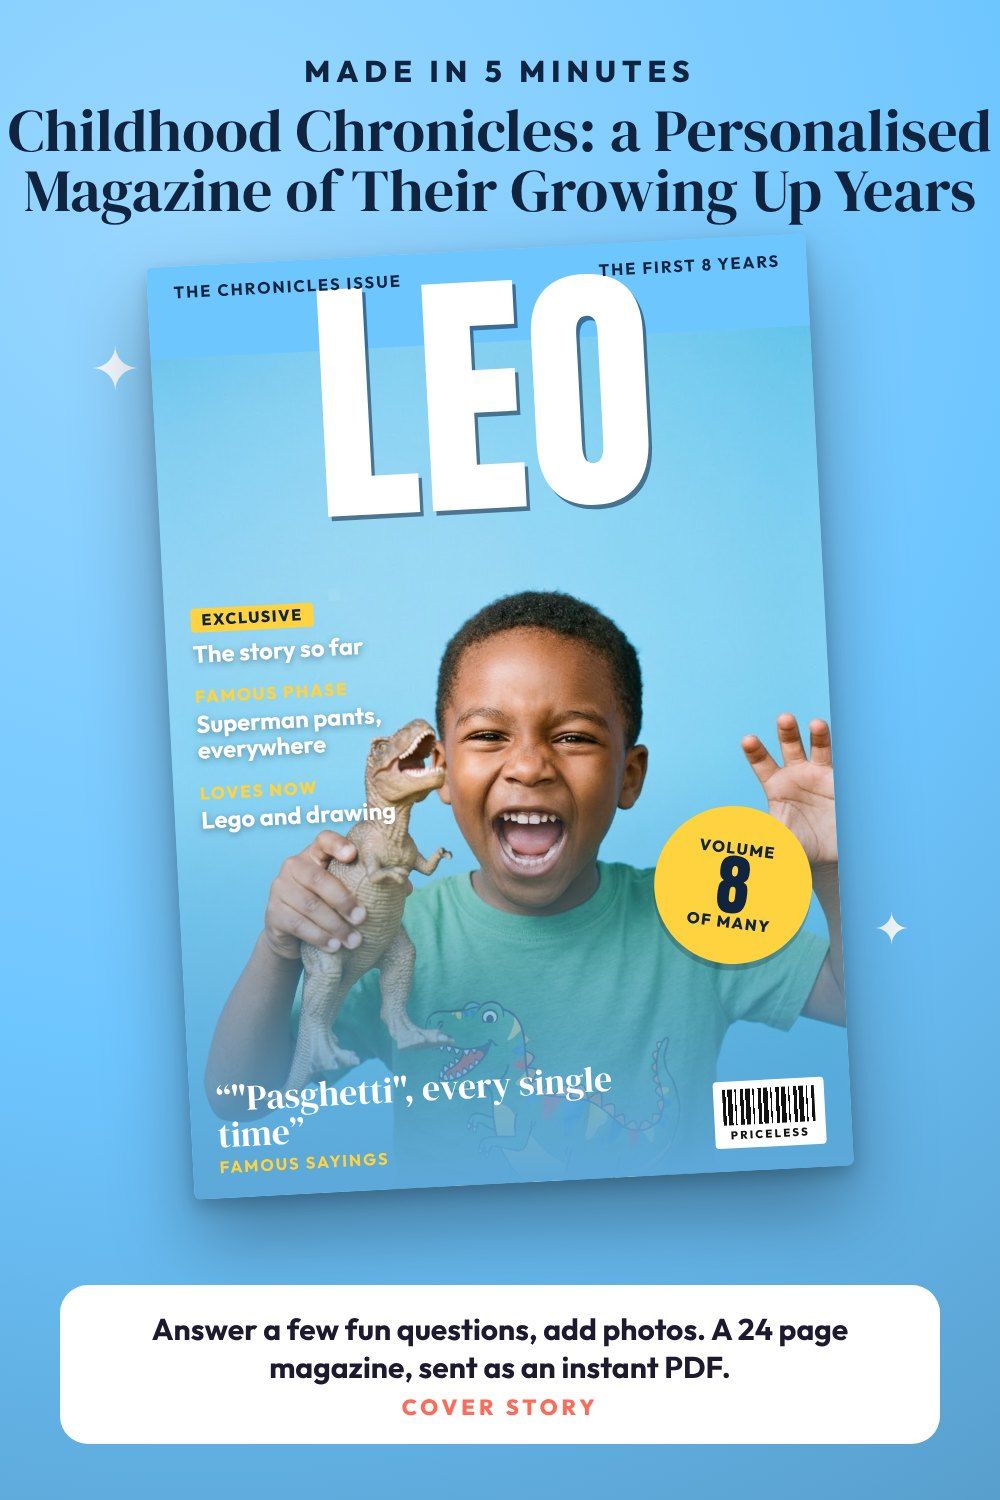 MADE IN 5 MINUTES
Childhood Chronicles: a Personalised
Magazine of Their Growing Up Years
THE CHRONICLES ISSUE
THE FIRST 8 YEARS
LEO
EXCLUSIVE
The story so far
FAMOUS PHASE
Superman pants,
everywhere
LOVES NOW
Lego and drawing
VOLUME
8
OF MANY
“"Pasghetti", every single
time”
FAMOUS SAYINGS
PRICELESS
Answer a few fun questions, add photos. A 24 page
magazine, sent as an instant PDF.
COVER STORY